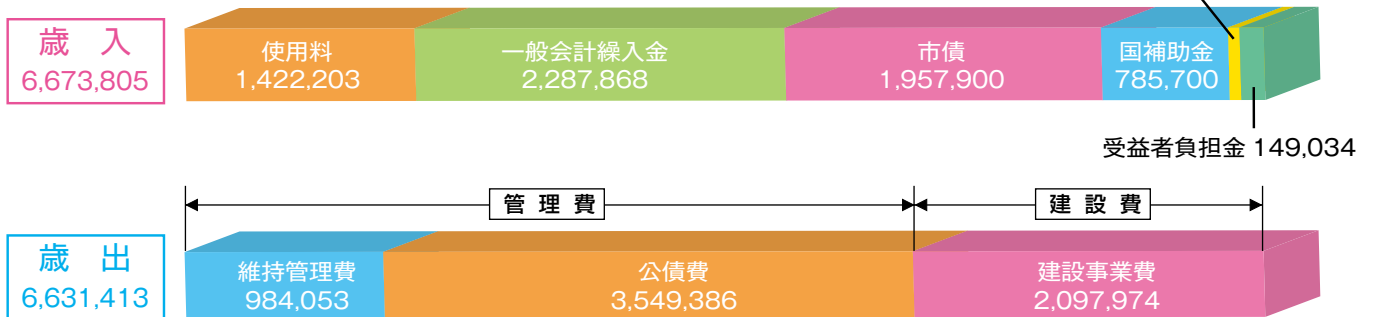 歳 入
6,673,805
使用料
1,422,203
一般会計繰入金
2,287,868
市債
1,957,900
国補助金
785,700
受益者負担金 149,034
管 理 費
建 設 費
歳 出
6,631,413
維持管理費
984,053
公債費
3,549,386
建設事業費
2,097,974